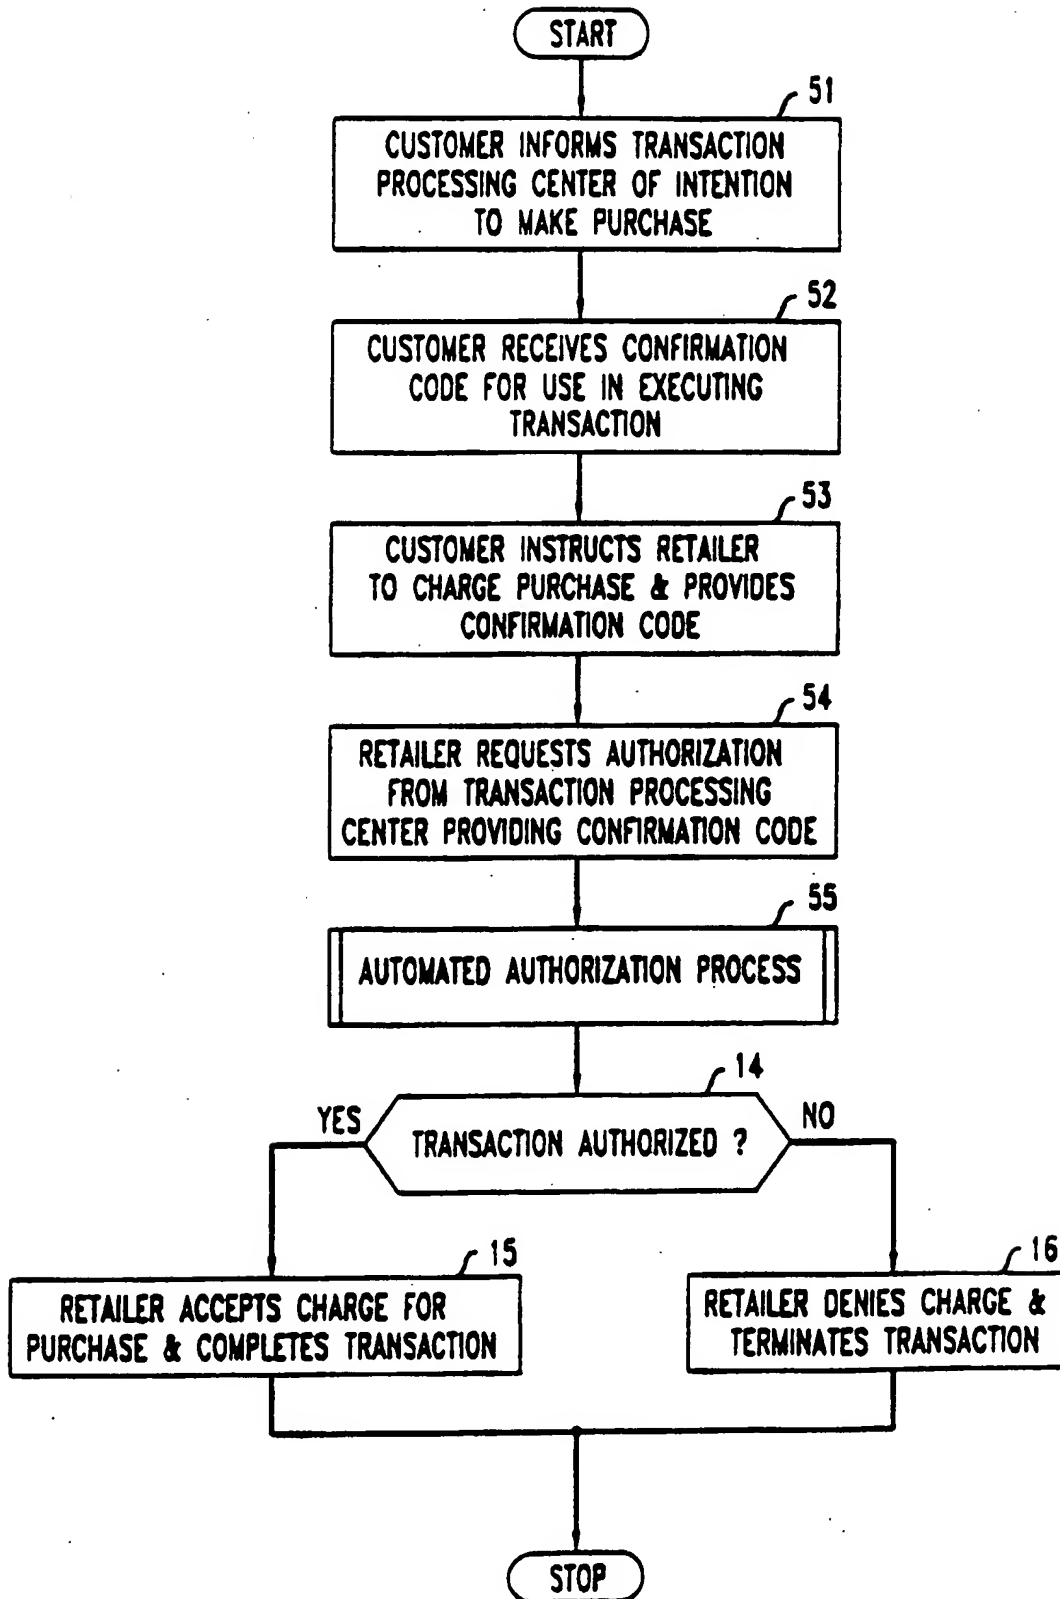 START
51
CUSTOMER INFORMS TRANSACTION
PROCESSING CENTER OF INTENTION
TO MAKE PURCHASE
52
CUSTOMER RECEIVES CONFIRMATION
CODE FOR USE IN EXECUTING
TRANSACTION
53
CUSTOMER INSTRUCTS RETAILER
TO CHARGE PURCHASE & PROVIDES
CONFIRMATION CODE
54
RETAILER REQUESTS AUTHORIZATION
FROM TRANSACTION PROCESSING
CENTER PROVIDING CONFIRMATION CODE
55
AUTOMATED AUTHORIZATION PROCESS
14
YES
TRANSACTION AUTHORIZED ?
NO
15
RETAILER ACCEPTS CHARGE FOR
PURCHASE & COMPLETES TRANSACTION
16
RETAILER DENIES CHARGE &
TERMINATES TRANSACTION
STOP